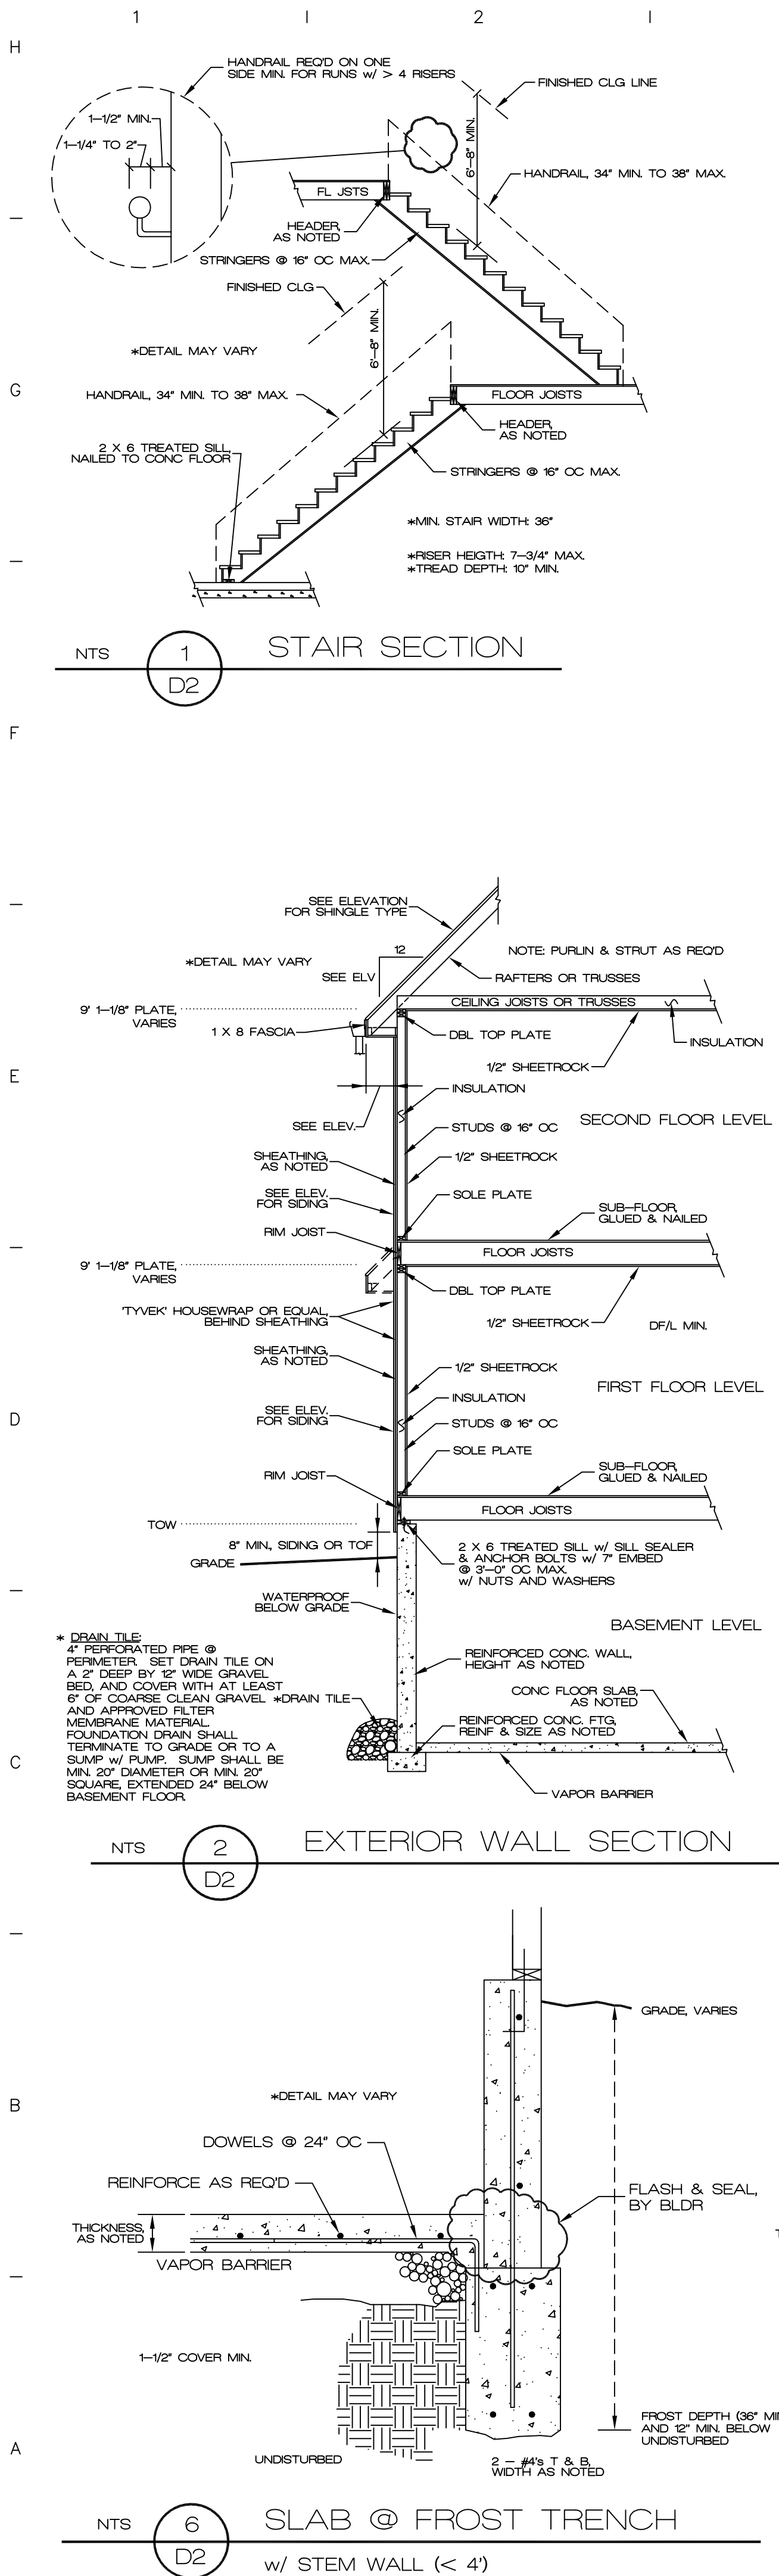 1
2
H
HANDRAIL REQ'D ON ONE
SIDE MIN. FOR RUNS w/ > 4 RISERS
FINISHED CLG LINE
1-1/2" MIN.
1-1/4" TO 2"
6'-8" MIN.
HANDRAIL, 34" MIN. TO 38" MAX.
FL JSTS
HEADER,
AS NOTED
STRINGERS @ 16" OC MAX.
FINISHED CLG
6'-8" MIN.
*DETAIL MAY VARY
G
HANDRAIL, 34" MIN. TO 38" MAX.
FLOOR JOISTS
HEADER,
AS NOTED
2 X 6 TREATED SILL,
NAILED TO CONC FLOOR
STRINGERS @ 16" OC MAX.
*MIN. STAIR WIDTH: 36"
*RISER HEIGTH: 7-3/4" MAX.
*TREAD DEPTH: 10" MIN.
NTS
1
D2
STAIR SECTION
F
SEE ELEVATION
FOR SHINGLE TYPE
*DETAIL MAY VARY
12
SEE ELV
NOTE: PURLIN & STRUT AS REQ'D
RAFTERS OR TRUSSES
9' 1-1/8" PLATE,
VARIES
CEILING JOISTS OR TRUSSES
1 X 8 FASCIA
DBL TOP PLATE
INSULATION
1/2" SHEETROCK
E
INSULATION
SEE ELEV.
STUDS @ 16" OC
SECOND FLOOR LEVEL
SHEATHING,
AS NOTED
1/2" SHEETROCK
SEE ELEV.
FOR SIDING
SOLE PLATE
SUB-FLOOR,
GLUED & NAILED
RIM JOIST
FLOOR JOISTS
9' 1-1/8" PLATE,
VARIES
DBL TOP PLATE
'TYVEK' HOUSEWRAP OR EQUAL,
BEHIND SHEATHING
1/2" SHEETROCK
DF/L MIN.
SHEATHING,
AS NOTED
1/2" SHEETROCK
FIRST FLOOR LEVEL
INSULATION
D
SEE ELEV.
FOR SIDING
STUDS @ 16" OC
SOLE PLATE
SUB-FLOOR,
GLUED & NAILED
RIM JOIST
FLOOR JOISTS
TOW
8" MIN., SIDING OR TOF
GRADE
2 X 6 TREATED SILL w/ SILL SEALER
& ANCHOR BOLTS w/ 7" EMBED
@ 3'-0" OC MAX.
w/ NUTS AND WASHERS
WATERPROOF
BELOW GRADE
BASEMENT LEVEL
* DRAIN TILE:
4" PERFORATED PIPE @
PERIMETER. SET DRAIN TILE ON
A 2" DEEP BY 12" WIDE GRAVEL
BED, AND COVER WITH AT LEAST
6" OF COARSE CLEAN GRAVEL
AND APPROVED FILTER
MEMBRANE MATERIAL.
FOUNDATION DRAIN SHALL
TERMINATE TO GRADE OR TO A
SUMP w/ PUMP. SUMP SHALL BE
MIN. 20" DIAMETER OR MIN. 20"
SQUARE, EXTENDED 24" BELOW
BASEMENT FLOOR.
*DRAIN TILE
REINFORCED CONC. WALL,
HEIGHT AS NOTED
CONC FLOOR SLAB,
AS NOTED
REINFORCED CONC. FTG,
REINF & SIZE AS NOTED
C
VAPOR BARRIER
NTS
2
D2
EXTERIOR WALL SECTION
GRADE, VARIES
B
*DETAIL MAY VARY
DOWELS @ 24" OC
REINFORCE AS REQ'D
FLASH & SEAL,
BY BLDR
THICKNESS,
AS NOTED
VAPOR BARRIER
1-1/2" COVER MIN.
FROST DEPTH (36" MIN
AND 12" MIN. BELOW
UNDISTURBED
A
UNDISTURBED
2 - #4's T & B,
WIDTH AS NOTED
NTS
6
D2
SLAB @ FROST TRENCH
w/ STEM WALL (< 4')